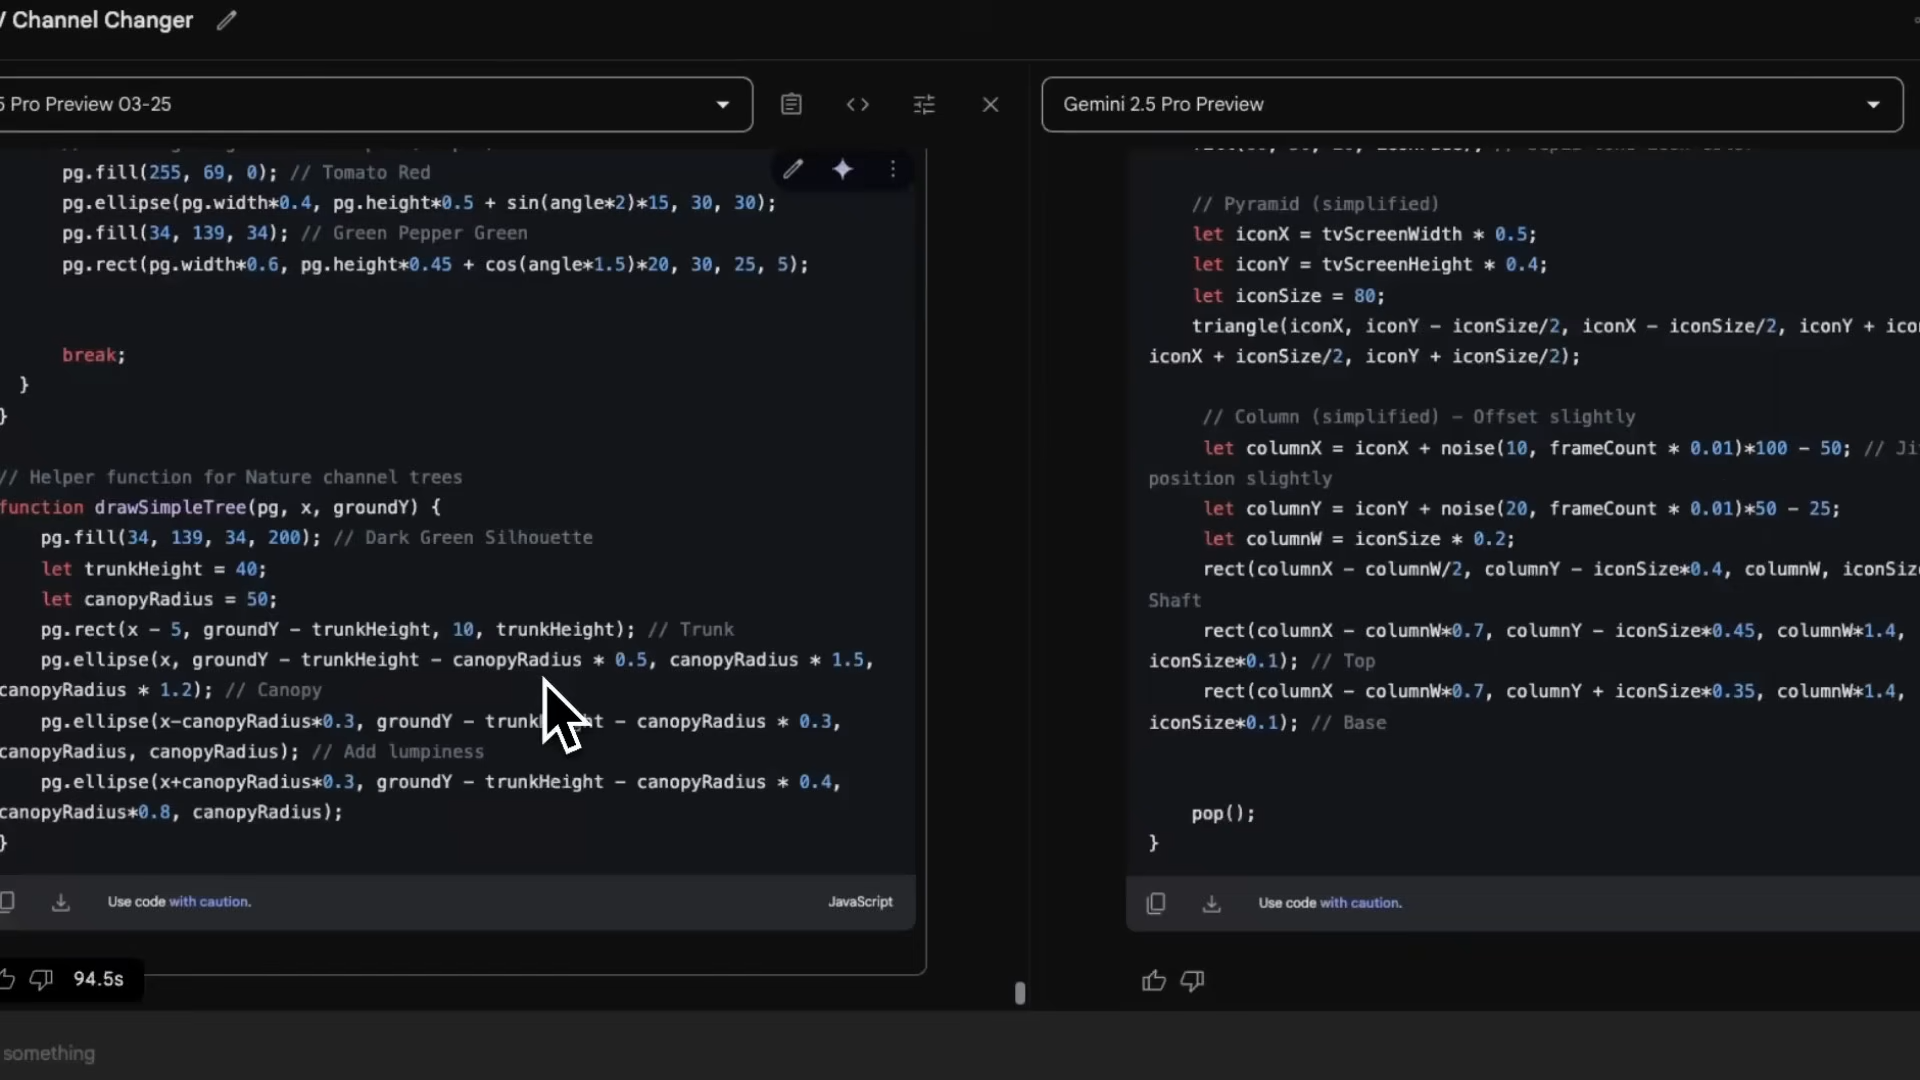 V Channel Changer
5 Pro Preview 03-25
pg.fill(255, 69, 0); // Tomato Red
pg.ellipse(pg.width*0.4, pg.height*0.5 + sin(angle*2)*15, 30, 30);
pg.fill(34, 139, 34); // Green Pepper Green
pg.rect(pg.width*0.6, pg.height*0.45 + cos(angle*1.5)*20, 30, 25, 5);
break;
}
}
// Helper function for Nature channel trees
function drawSimpleTree(pg, x, groundY) {
pg.fill(34, 139, 34, 200); // Dark Green Silhouette
let trunkHeight = 40;
let canopyRadius = 50;
pg.rect(x - 5, groundY - trunkHeight, 10, trunkHeight); // Trunk
pg.ellipse(x, groundY - trunkHeight - canopyRadius * 0.5, canopyRadius * 1.5,
canopyRadius * 1.2); // Canopy
pg.ellipse(x-canopyRadius*0.3, groundY - trunkHeight - canopyRadius * 0.3,
canopyRadius, canopyRadius); // Add lumpiness
pg.ellipse(x+canopyRadius*0.3, groundY - trunkHeight - canopyRadius * 0.4,
canopyRadius*0.8, canopyRadius);
}
Use code with caution.
JavaScript
94.5s
something
Gemini 2.5 Pro Preview
// Pyramid (simplified)
let iconX = tvScreenWidth * 0.5;
let iconY = tvScreenHeight * 0.4;
let iconSize = 80;
triangle(iconX, iconY - iconSize/2, iconX - iconSize/2, iconY + ico
iconX + iconSize/2, iconY + iconSize/2);
// Column (simplified) - Offset slightly
let columnX = iconX + noise(10, frameCount * 0.01)*100 - 50; // Ji
position slightly
let columnY = iconY + noise(20, frameCount * 0.01)*50 - 25;
let columnW = iconSize * 0.2;
rect(columnX - columnW/2, columnY - iconSize*0.4, columnW, iconSize
Shaft
rect(columnX - columnW*0.7, columnY - iconSize*0.45, columnW*1.4,
iconSize*0.1); // Top
rect(columnX - columnW*0.7, columnY + iconSize*0.35, columnW*1.4,
iconSize*0.1); // Base
pop();
}
Use code with caution.